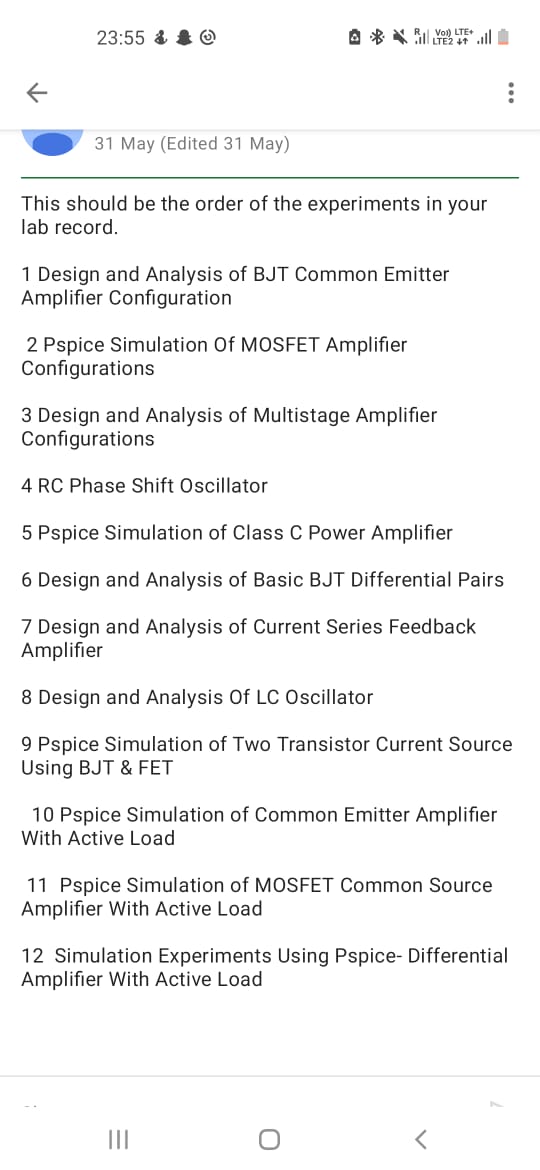 23:55
R Vo)) LTE+
LTE2
31 May (Edited 31 May)
This should be the order of the experiments in your
lab record.
1 Design and Analysis of BJT Common Emitter
Amplifier Configuration
2 Pspice Simulation Of MOSFET Amplifier
Configurations
3 Design and Analysis of Multistage Amplifier
Configurations
4 RC Phase Shift Oscillator
5 Pspice Simulation of Class C Power Amplifier
6 Design and Analysis of Basic BJT Differential Pairs
7 Design and Analysis of Current Series Feedback
Amplifier
8 Design and Analysis Of LC Oscillator
9 Pspice Simulation of Two Transistor Current Source
Using BJT & FET
10 Pspice Simulation of Common Emitter Amplifier
With Active Load
11 Pspice Simulation of MOSFET Common Source
Amplifier With Active Load
12 Simulation Experiments Using Pspice- Differential
Amplifier With Active Load